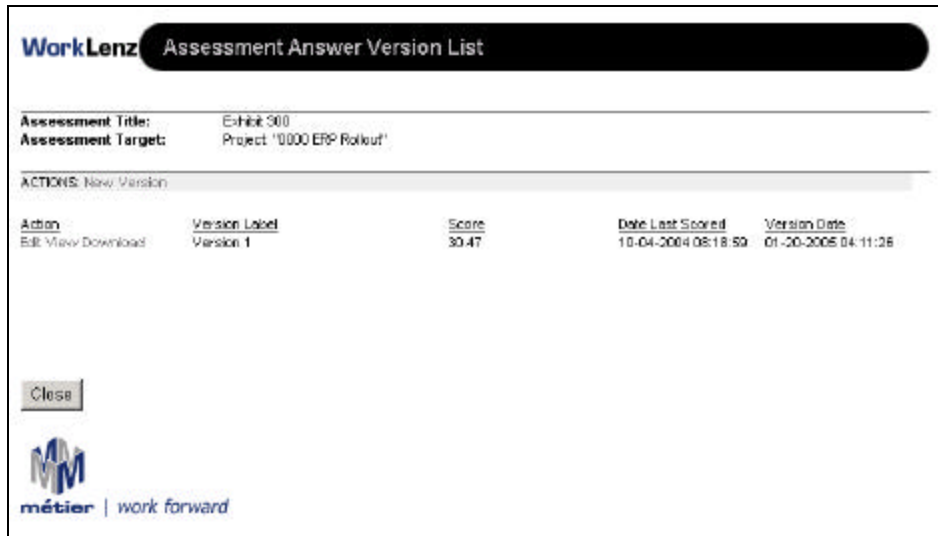 WorkLenz Assessment Answer Version List
Assessment Title: Exhibit 300
Assessment Target: Project "0000 ERP Rollout"
ACTIONS: New Version
Action Version Label Score Date Last Scored Version Date
Edit View Download Version 1 30.47 10-04-2004 08:18:59 01-20-2005 04:11:26
Close
métier | work forward